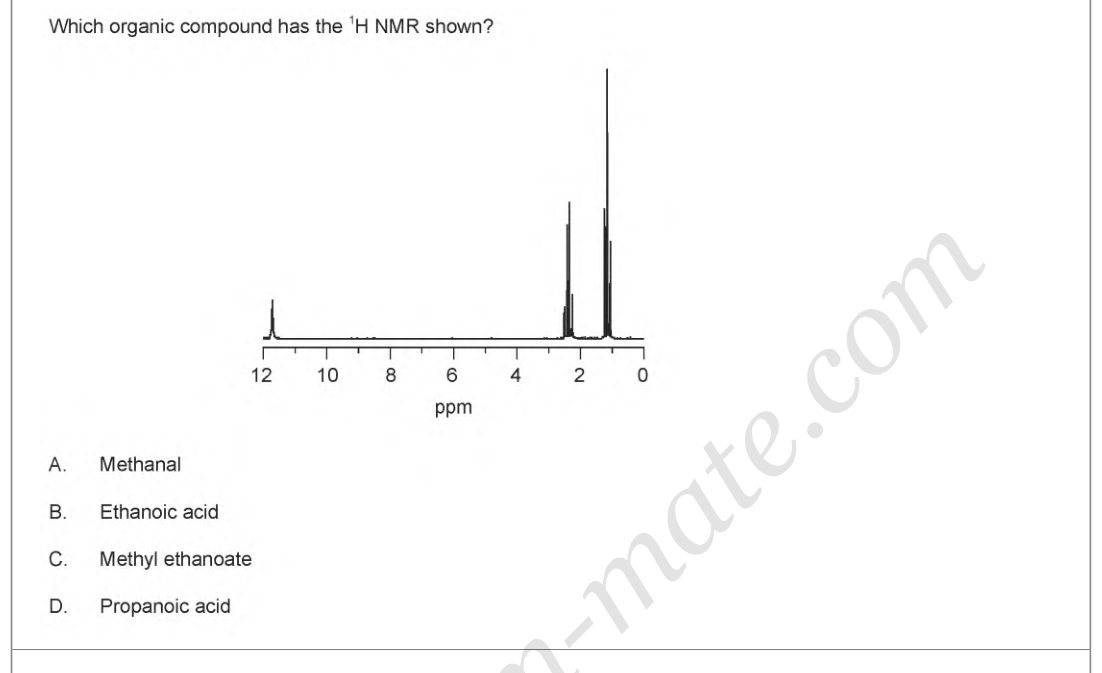 Which organic compound has the ¹H NMR shown?
12 10 8 6 4 2 0
ppm
A. Methanal
B. Ethanoic acid
C. Methyl ethanoate
D. Propanoic acid
m-mate.com